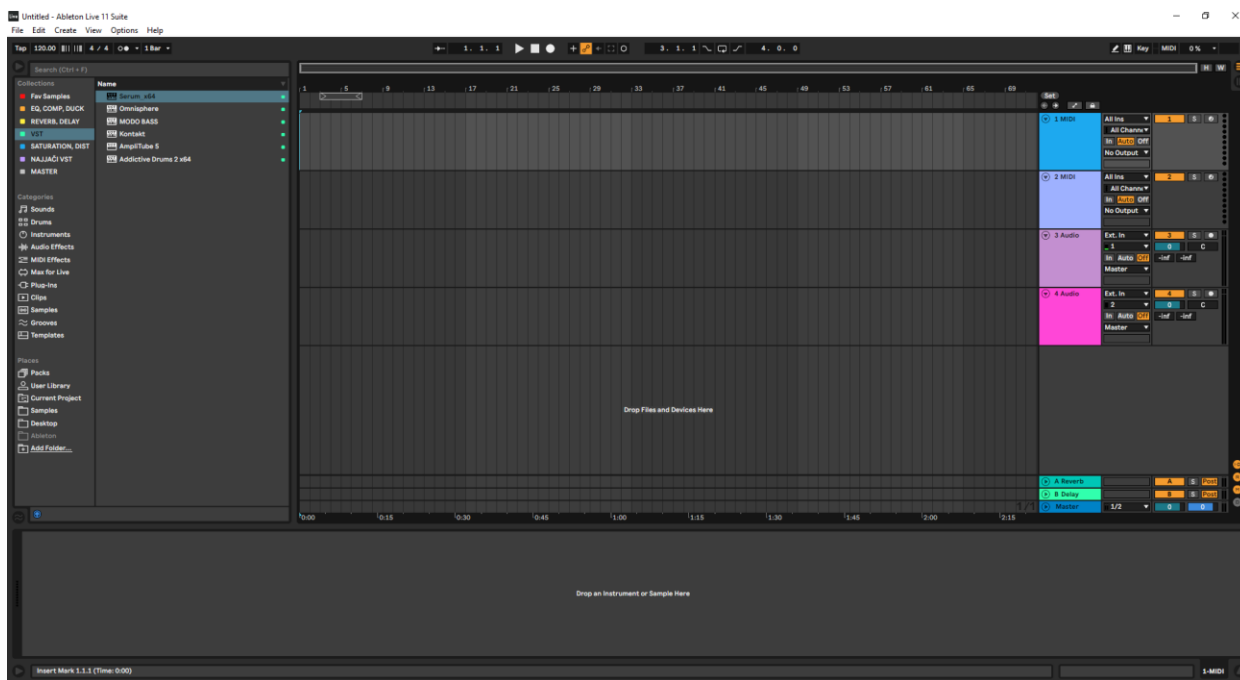 Untitled - Ableton Live 11 Suite
File Edit Create View Options Help
Tap 120.00 4 / 4 1 Bar 1. 1. 1 3. 1. 1 4. 0. 0 Key MIDI 0 %
Search (Ctrl + F) H W
Collections Name
Fav Samples Serum_x64
EQ, COMP, DUCK Omnisphere
REVERB, DELAY MODO BASS
VST Kontakt
SATURATION, DIST AmpliTube 5
NAJJAČI VST Addictive Drums 2 x64
MASTER
Categories
Sounds
Drums
Instruments
Audio Effects
MIDI Effects
Max for Live
Plug-Ins
Clips
Samples
Grooves
Templates
Places
Packs
User Library
Current Project
Samples
Desktop
Ableton
Add Folder...
1 5 9 13 17 21 25 29 33 37 41 45 49 53 57 61 65 69
Set
1 MIDI All Ins 1 S
All Channe
In Auto Off
No Output
2 MIDI All Ins 2 S
All Channe
In Auto Off
No Output
3 Audio Ext. In 3 S
1 0 C
In Auto Off -inf -inf
Master
4 Audio Ext. In 4 S
2 0 C
In Auto Off -inf -inf
Master
Drop Files and Devices Here
A Reverb A S Post
B Delay B S Post
1/1 Master 1/2 0 0
0:00 0:15 0:30 0:45 1:00 1:15 1:30 1:45 2:00 2:15
Drop an Instrument or Sample Here
Insert Mark 1.1.1 (Time: 0:00) 1-MIDI